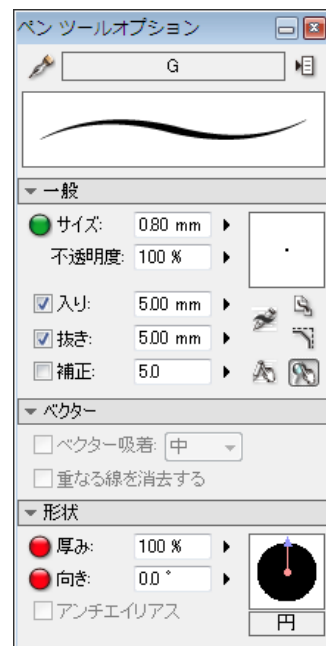 ペン ツールオプション
G
一般
サイズ: 0.80 mm
不透明度: 100 %
入り: 5.00 mm
抜き: 5.00 mm
補正: 5.0
ベクター
ベクター吸着: 中
重なる線を消去する
形状
厚み: 100 %
向き: 0.0 °
アンチエイリアス
円